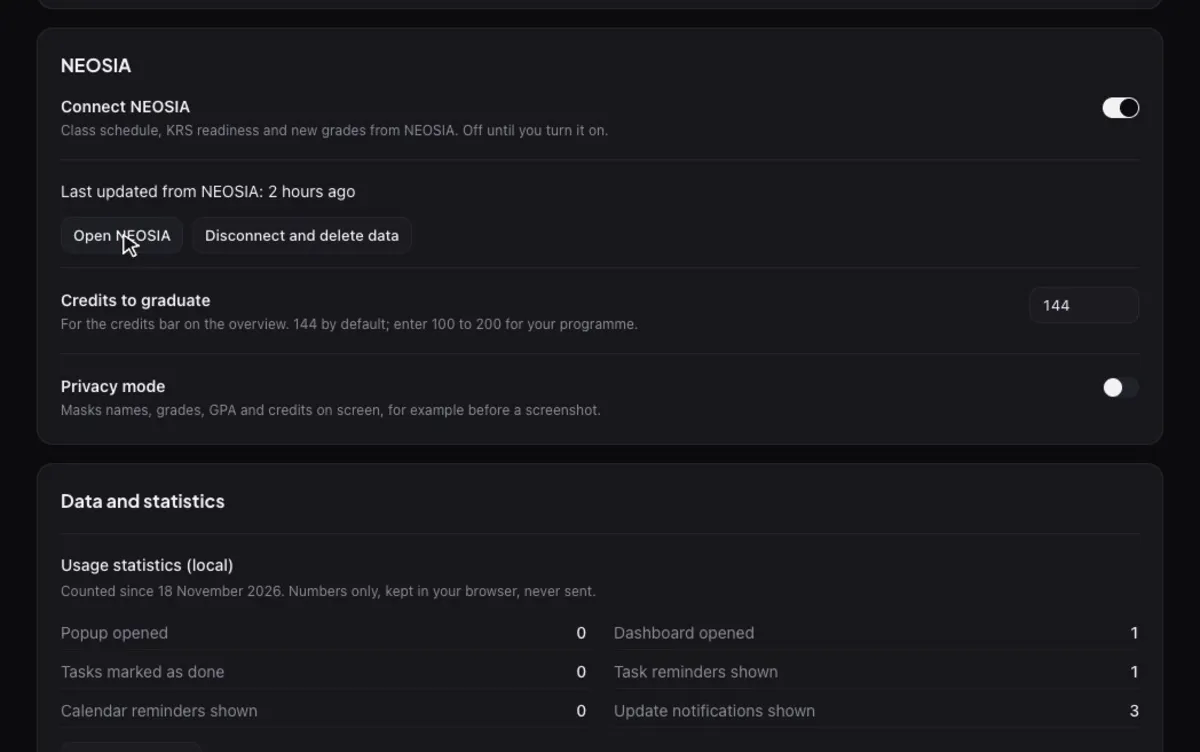 NEOSIA
Connect NEOSIA
Class schedule, KRS readiness and new grades from NEOSIA. Off until you turn it on.
Last updated from NEOSIA: 2 hours ago
Open NEOSIA
Disconnect and delete data
Credits to graduate
For the credits bar on the overview. 144 by default; enter 100 to 200 for your programme.
144
Privacy mode
Masks names, grades, GPA and credits on screen, for example before a screenshot.
Data and statistics
Usage statistics (local)
Counted since 18 November 2026. Numbers only, kept in your browser, never sent.
Popup opened 0
Dashboard opened 1
Tasks marked as done 0
Task reminders shown 1
Calendar reminders shown 0
Update notifications shown 3